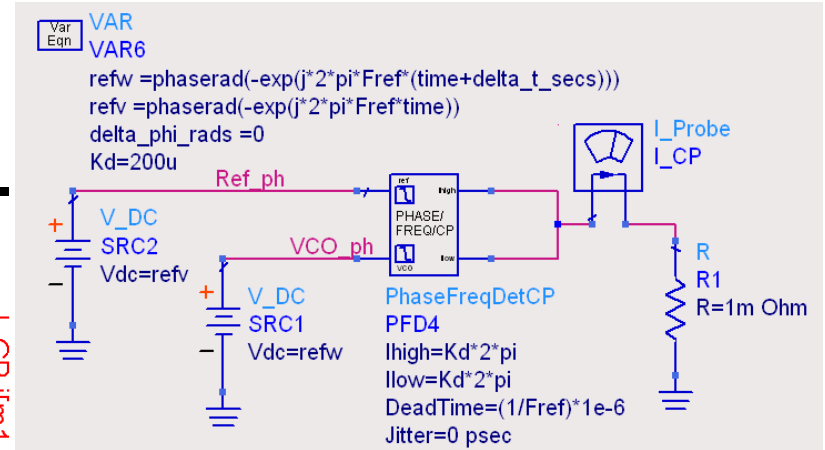 Var
Eqn
VAR
VAR6
refw =phaserad(-exp(j*2*pi*Fref*(time+delta_t_secs)))
refv =phaserad(-exp(j*2*pi*Fref*time))
delta_phi_rads =0
Kd=200u
I_Probe
I_CP
Ref_ph
ref
Ihigh
PHASE/
FREQ/CP
Ilow
vco
+
V_DC
SRC2
Vdc=refv
−
VCO_ph
+
V_DC
SRC1
Vdc=refw
−
PhaseFreqDetCP
PFD4
Ihigh=Kd*2*pi
Ilow=Kd*2*pi
DeadTime=(1/Fref)*1e-6
Jitter=0 psec
R
R1
R=1m Ohm